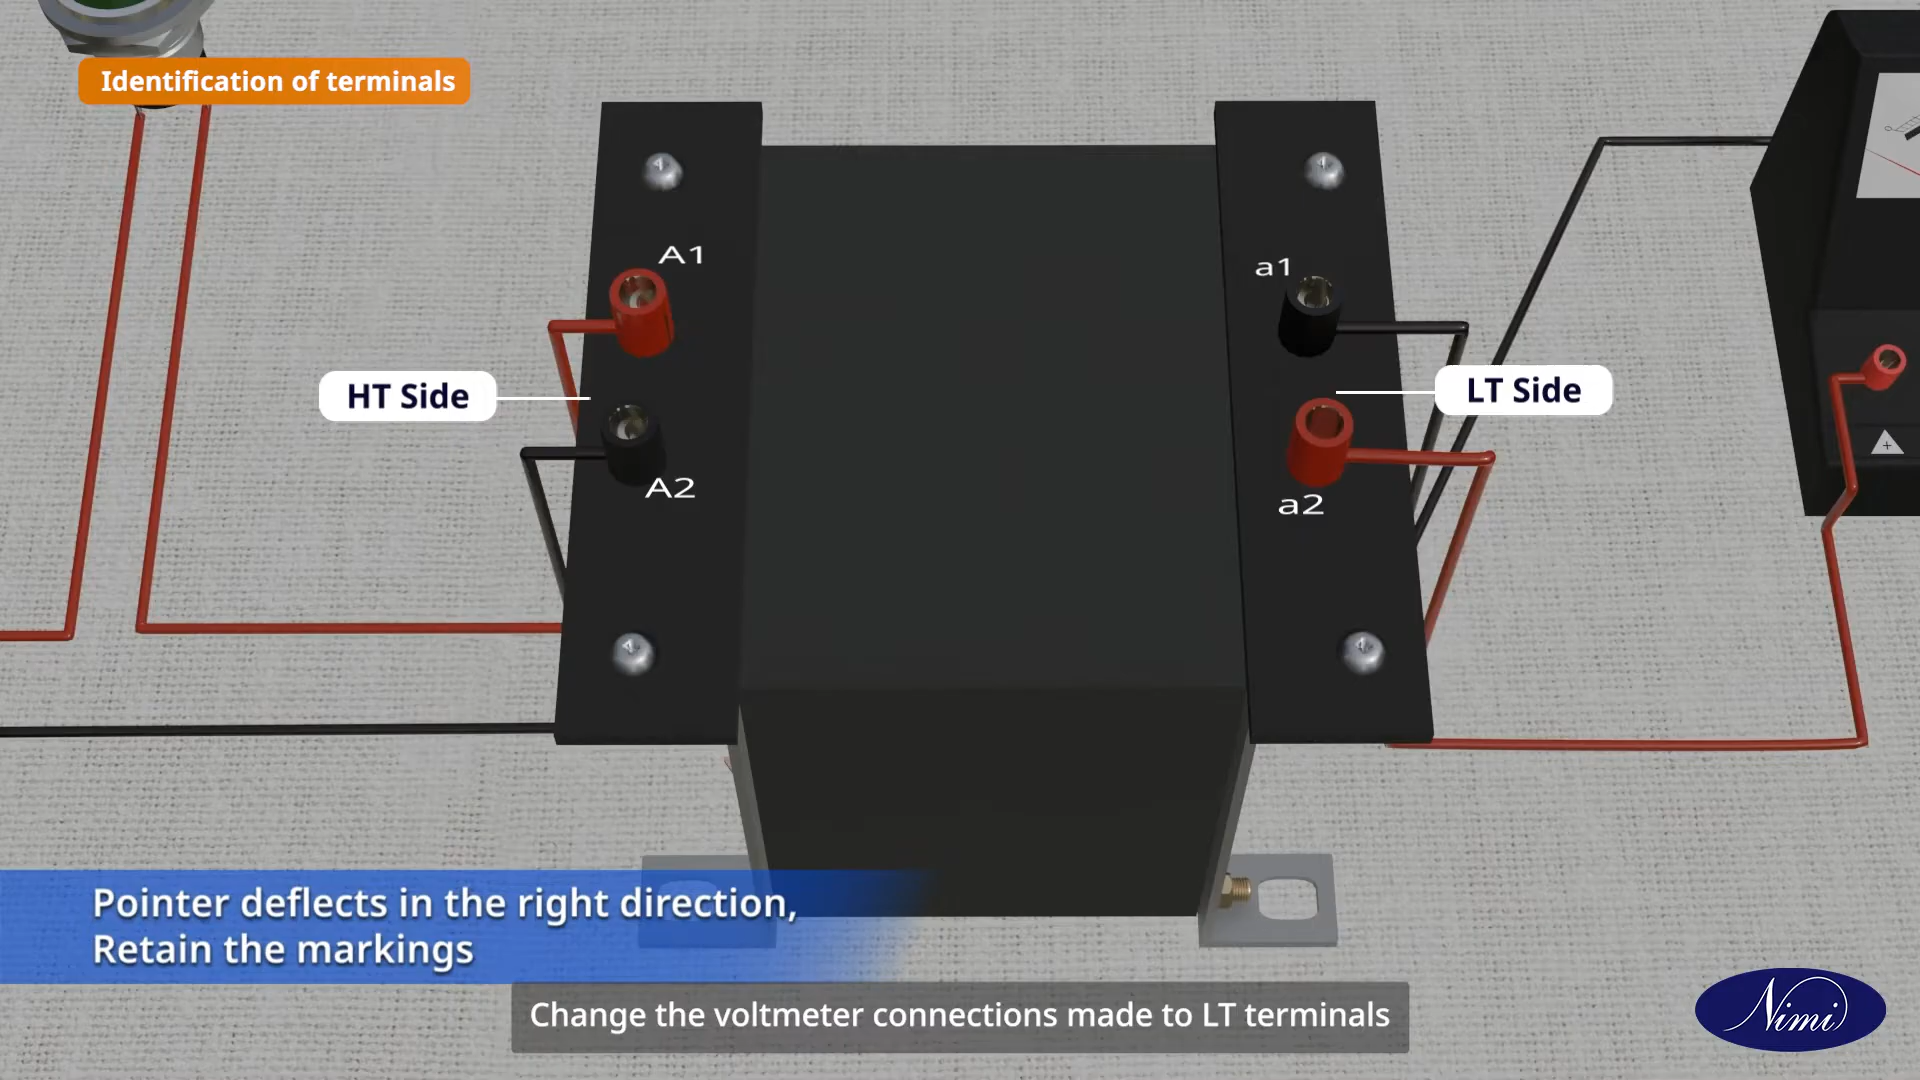 Identification of terminals
A1
a1
HT Side
LT Side
A2
a2
Pointer deflects in the right direction,
Retain the markings
Change the voltmeter connections made to LT terminals
Nimi